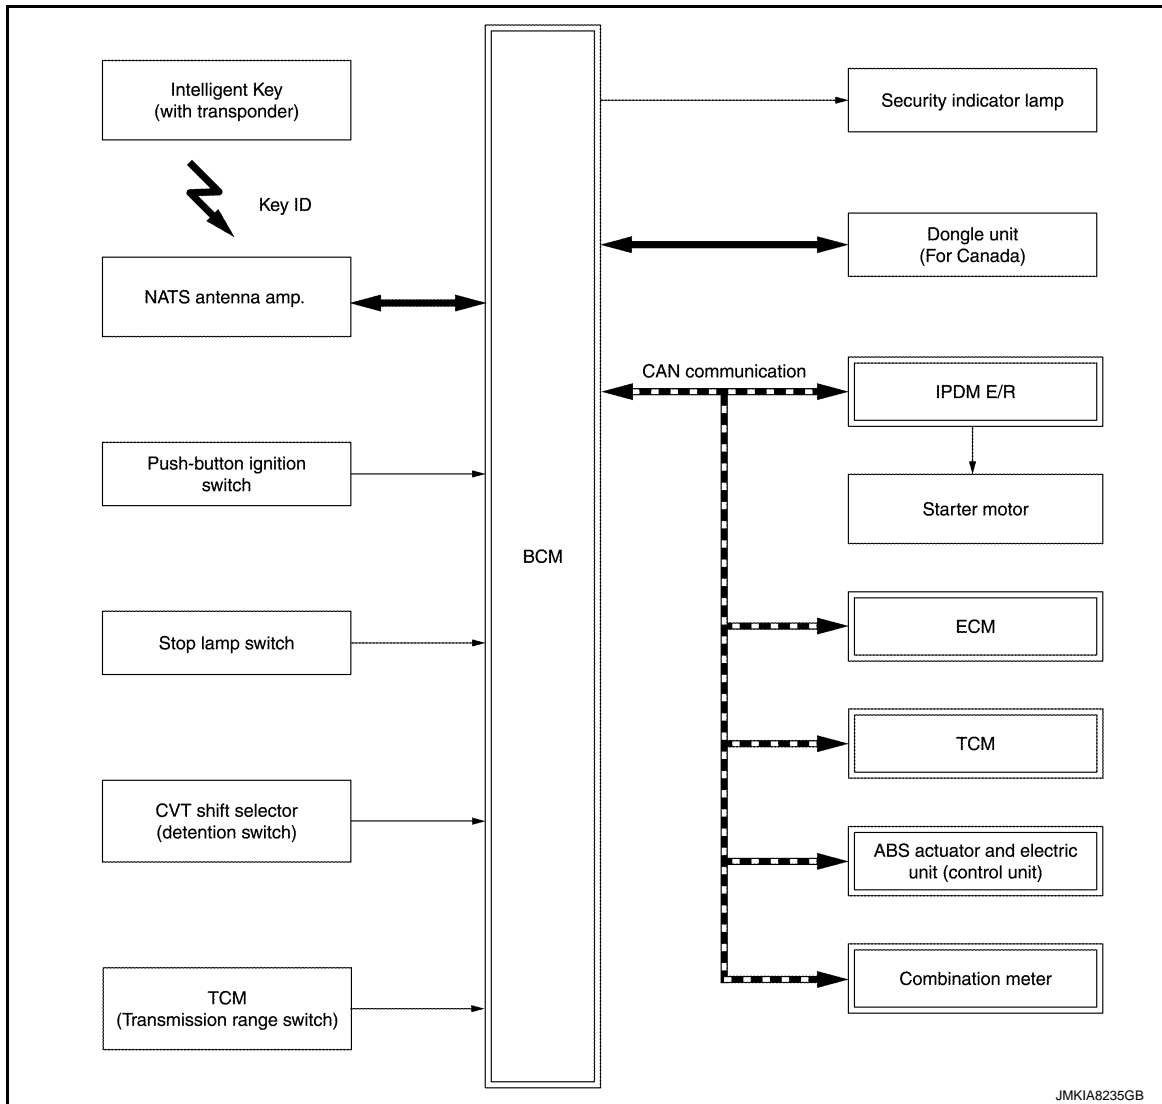 Intelligent Key
(with transponder)
Key ID
NATS antenna amp.
Push-button ignition
switch
Stop lamp switch
CVT shift selector
(detention switch)
TCM
(Transmission range switch)
BCM
Security indicator lamp
Dongle unit
(For Canada)
CAN communication
IPDM E/R
Starter motor
ECM
TCM
ABS actuator and electric
unit (control unit)
Combination meter
JMKIA8235GB